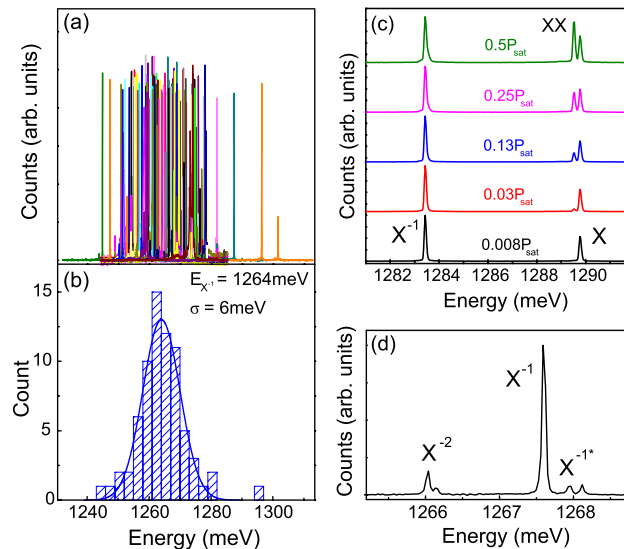 (a)
Counts (arb. units)
(b)
E_X⁻¹ = 1264meV
σ = 6meV
15
10
5
0
Count
1240 1260 1280 1300
Energy (meV)
(c)
XX
0.5P_sat
0.25P_sat
0.13P_sat
0.03P_sat
X⁻¹
0.008P_sat
X
Counts (arb. units)
1282 1284 1286 1288 1290
Energy (meV)
(d)
X⁻¹
X⁻²
X⁻¹*
Counts (arb. units)
1266 1267 1268
Energy (meV)